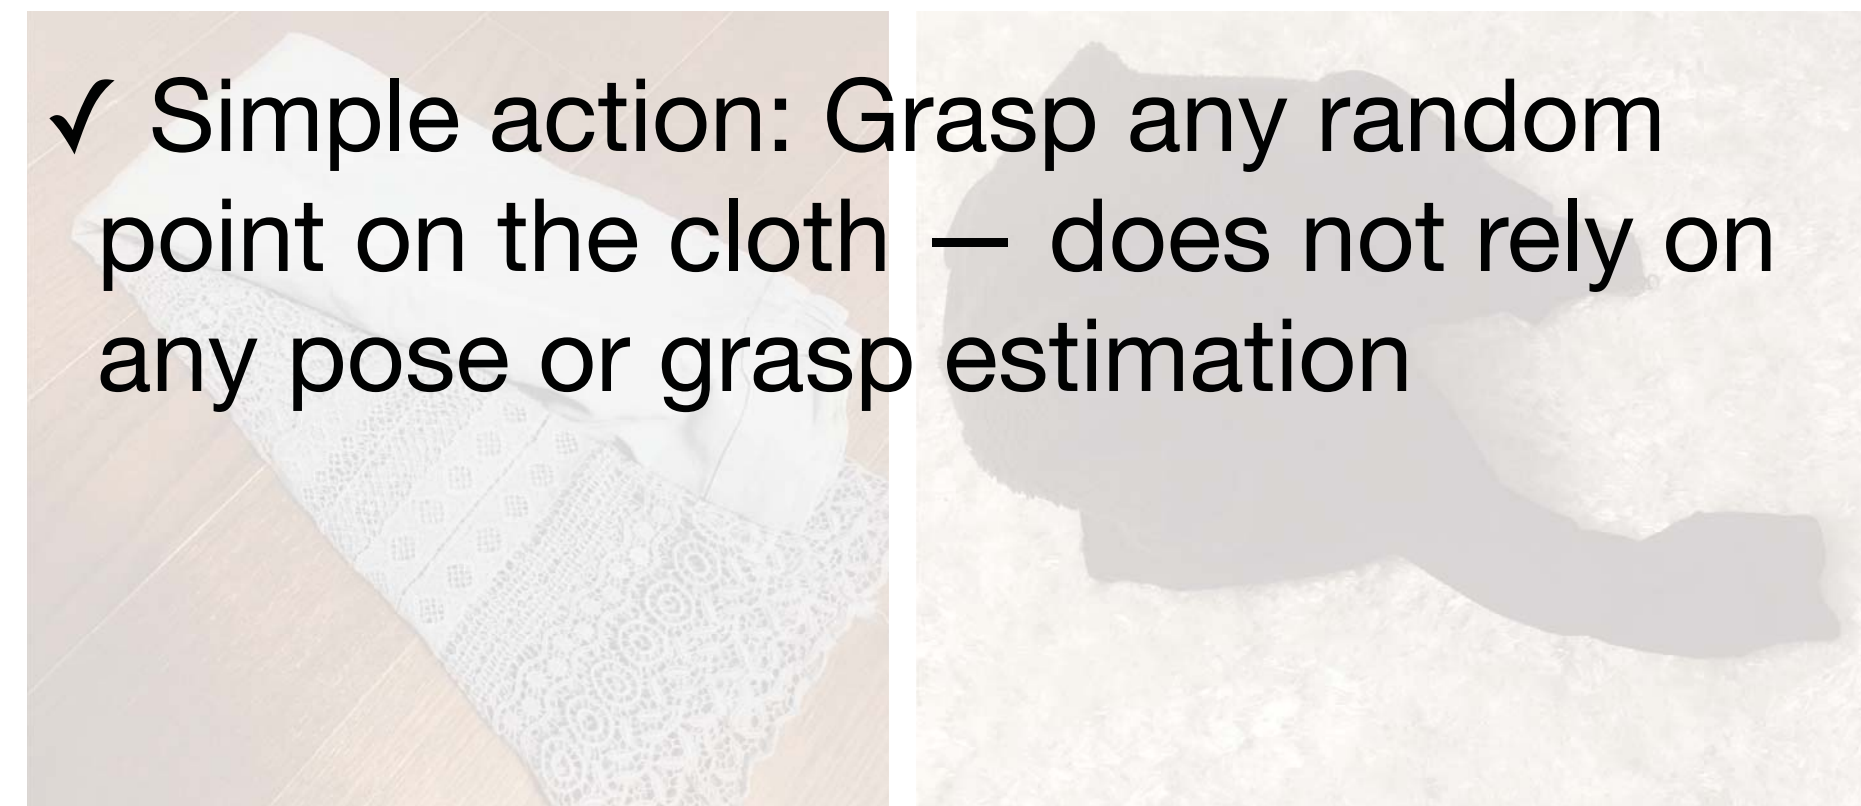 ✓ Simple action: Grasp any random
point on the cloth — does not rely on
any pose or grasp estimation